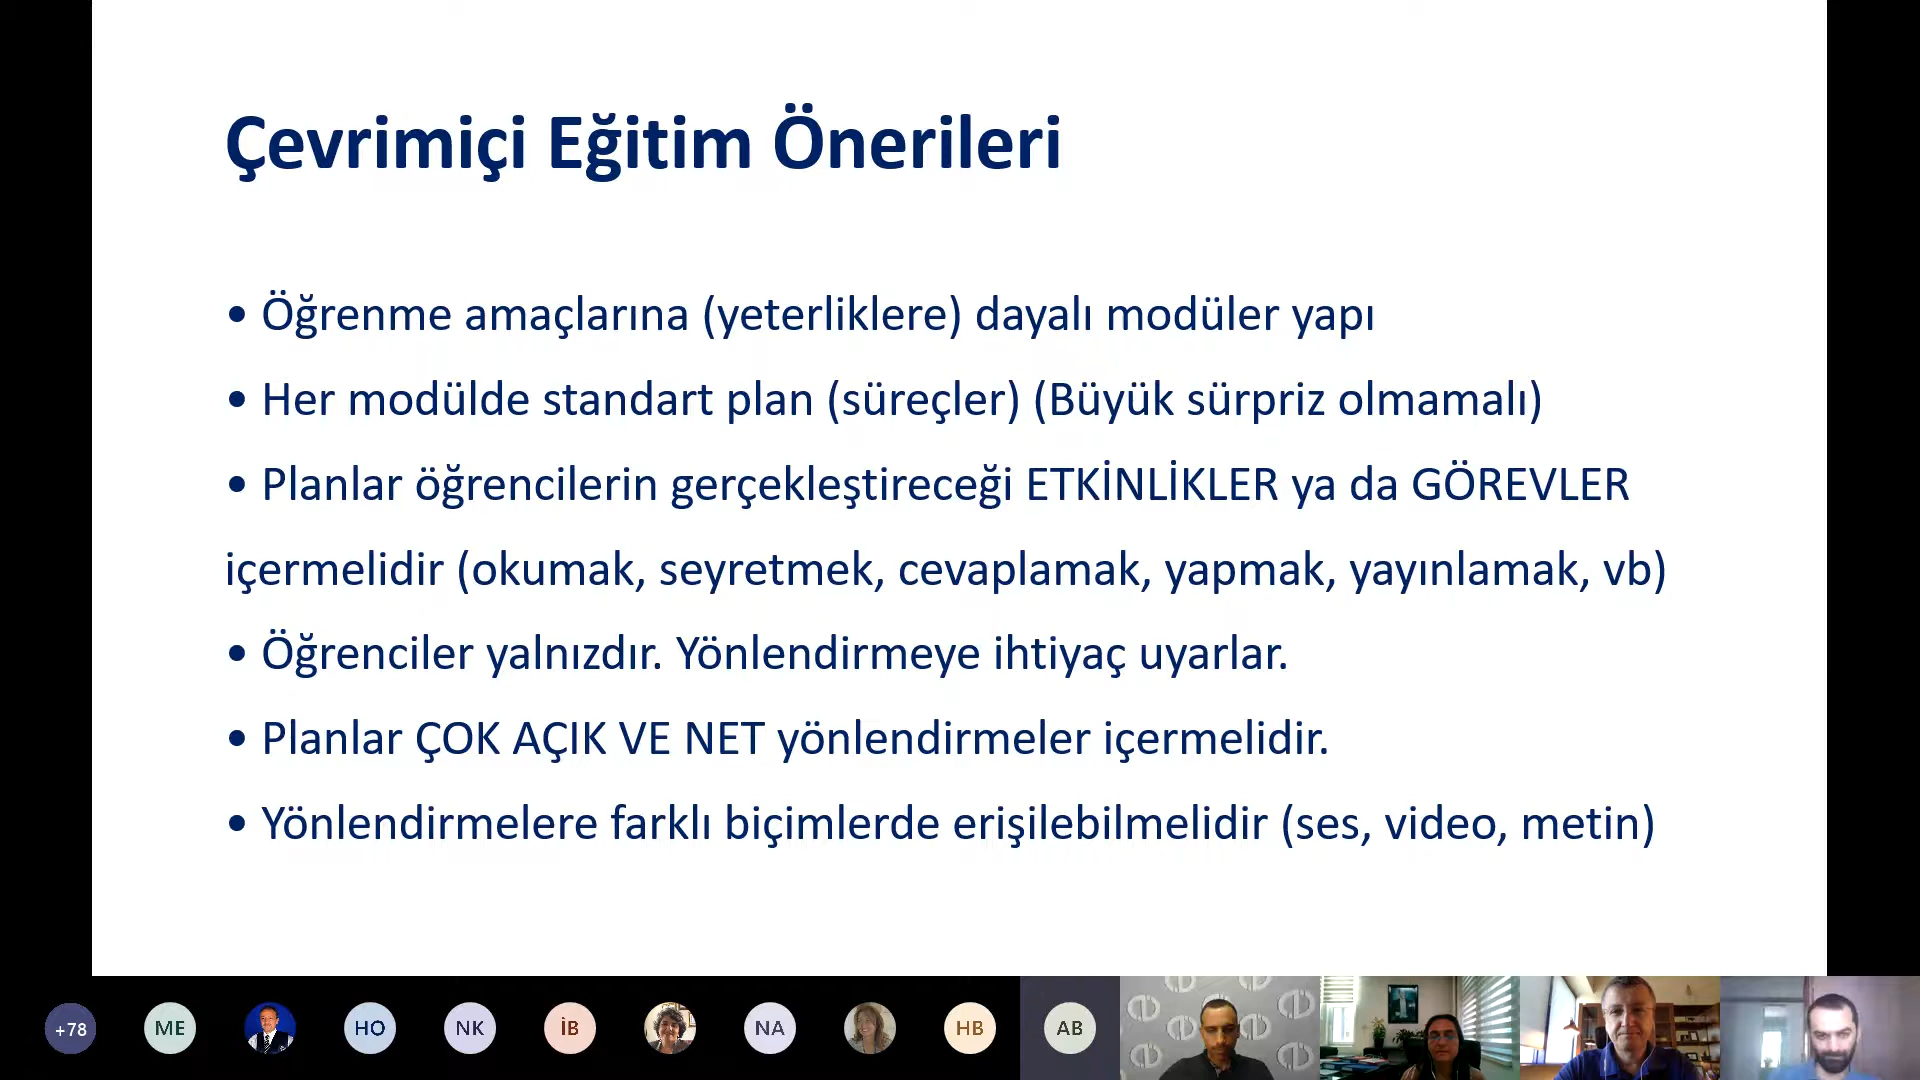 Çevrimiçi Eğitim Önerileri
• Öğrenme amaçlarına (yeterliklere) dayalı modüler yapı
• Her modülde standart plan (süreçler) (Büyük sürpriz olmamalı)
• Planlar öğrencilerin gerçekleştireceği ETKİNLİKLER ya da GÖREVLER
içermelidir (okumak, seyretmek, cevaplamak, yapmak, yayınlamak, vb)
• Öğrenciler yalnızdır. Yönlendirmeye ihtiyaç uyarlar.
• Planlar ÇOK AÇIK VE NET yönlendirmeler içermelidir.
• Yönlendirmelere farklı biçimlerde erişilebilmelidir (ses, video, metin)
+78 ME HO NK İB NA HB AB